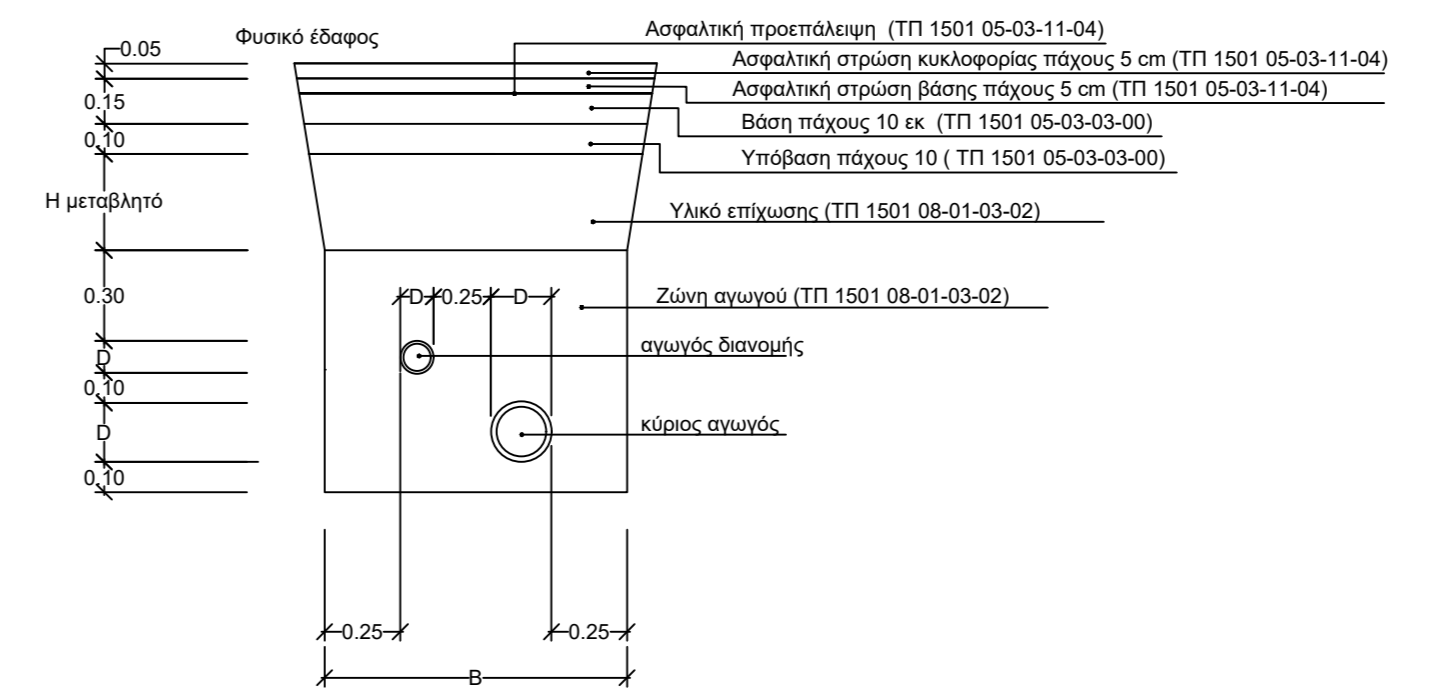 Φυσικό έδαφος
Ασφαλτική προεπάλειψη (ΤΠ 1501 05-03-11-04)
0.05
Ασφαλτική στρώση κυκλοφορίας πάχους 5 cm (ΤΠ 1501 05-03-11-04)
Ασφαλτική στρώση βάσης πάχους 5 cm (ΤΠ 1501 05-03-11-04)
0.15
Βάση πάχους 10 εκ (ΤΠ 1501 05-03-03-00)
0.10
Υπόβαση πάχους 10 ( ΤΠ 1501 05-03-03-00)
Η μεταβλητό
Υλικό επίχωσης (ΤΠ 1501 08-01-03-02)
0.30
D 0.25 D
Ζώνη αγωγού (ΤΠ 1501 08-01-03-02)
αγωγός διανομής
D
0.10
κύριος αγωγός
D
0.10
0.25 0.25
B